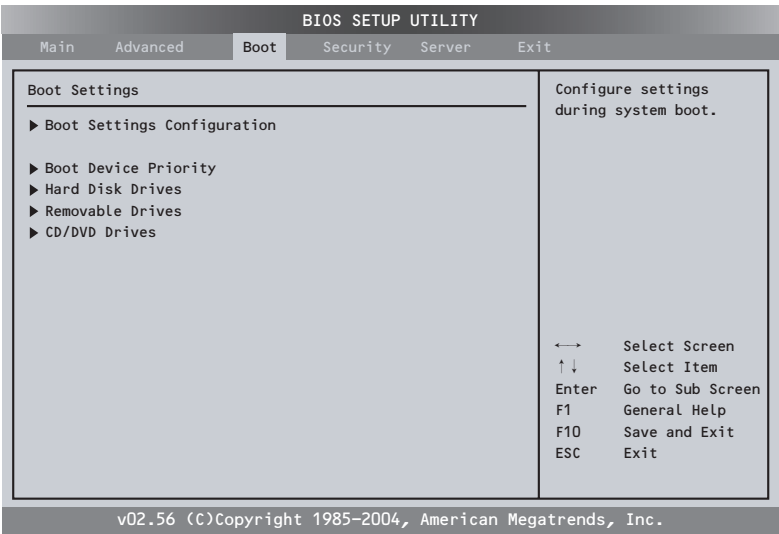 BIOS SETUP UTILITY
Main Advanced Boot Security Server Exit
Boot Settings
Boot Settings Configuration
Boot Device Priority
Hard Disk Drives
Removable Drives
CD/DVD Drives
Configure settings
during system boot.
←→ Select Screen
↑↓ Select Item
Enter Go to Sub Screen
F1 General Help
F10 Save and Exit
ESC Exit
v02.56 (C)Copyright 1985-2004, American Megatrends, Inc.